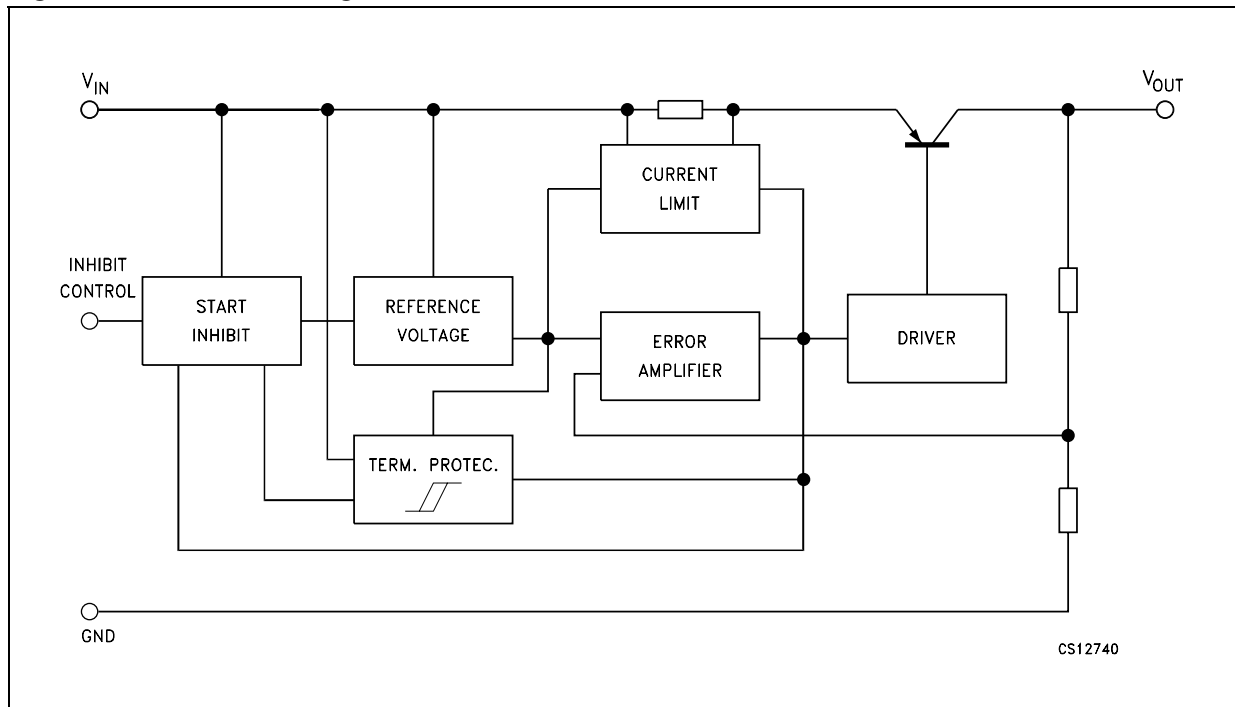 VIN
VOUT
CURRENT
LIMIT
INHIBIT
CONTROL
START
INHIBIT
REFERENCE
VOLTAGE
ERROR
AMPLIFIER
DRIVER
TERM. PROTEC.
GND
CS12740